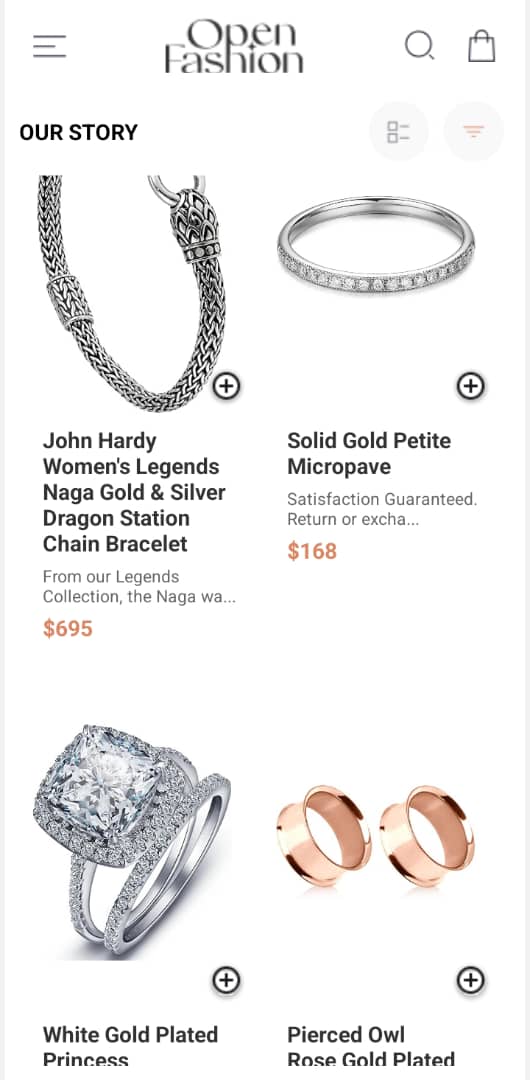 Open
Fashion
OUR STORY
John Hardy
Women's Legends
Naga Gold & Silver
Dragon Station
Chain Bracelet
From our Legends
Collection, the Naga wa...
$695
Solid Gold Petite
Micropave
Satisfaction Guaranteed.
Return or excha...
$168
White Gold Plated
Princess
Pierced Owl
Rose Gold Plated